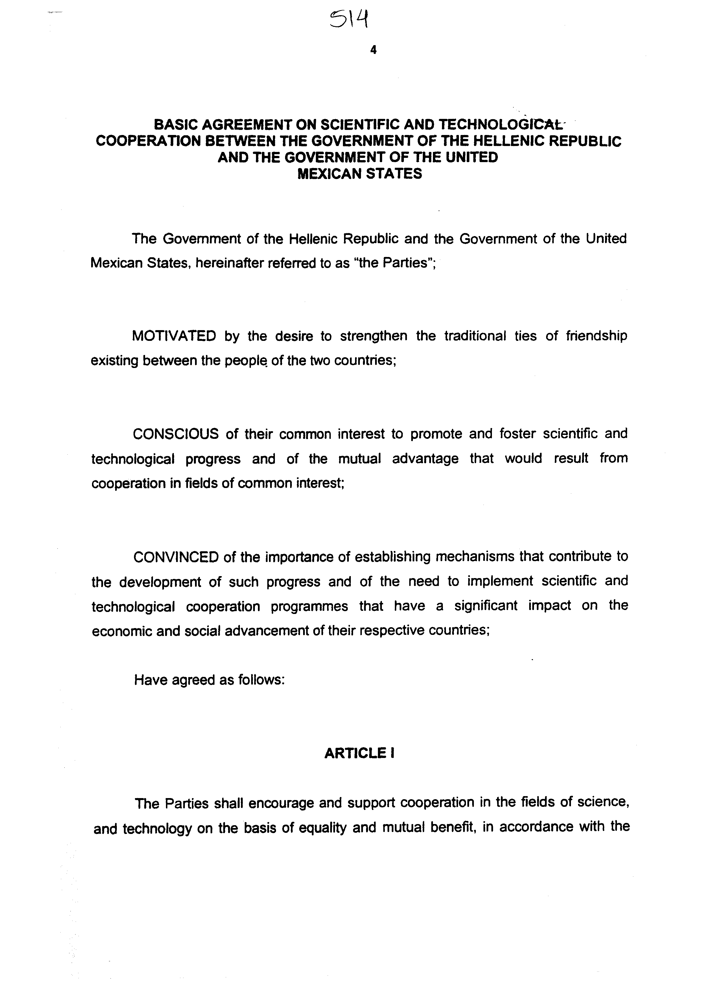 514
4
BASIC AGREEMENT ON SCIENTIFIC AND TECHNOLOGICAL
COOPERATION BETWEEN THE GOVERNMENT OF THE HELLENIC REPUBLIC
AND THE GOVERNMENT OF THE UNITED
MEXICAN STATES
The Government of the Hellenic Republic and the Government of the United
Mexican States, hereinafter referred to as “the Parties”;
MOTIVATED by the desire to strengthen the traditional ties of friendship
existing between the people of the two countries;
CONSCIOUS of their common interest to promote and foster scientific and
technological progress and of the mutual advantage that would result from
cooperation in fields of common interest;
CONVINCED of the importance of establishing mechanisms that contribute to
the development of such progress and of the need to implement scientific and
technological cooperation programmes that have a significant impact on the
economic and social advancement of their respective countries;
Have agreed as follows:
ARTICLE I
The Parties shall encourage and support cooperation in the fields of science,
and technology on the basis of equality and mutual benefit, in accordance with the